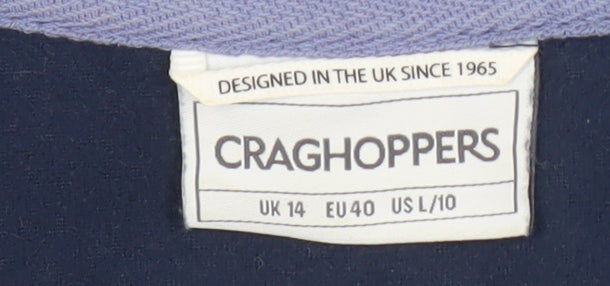 DESIGNED IN THE UK SINCE 1965
CRAGHOPPERS
UK 14 EU 40 US L/10